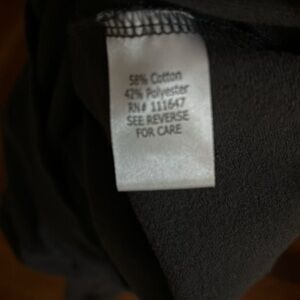 58% Cotton
42% Polyester
RN# 111647
SEE REVERSE
FOR CARE